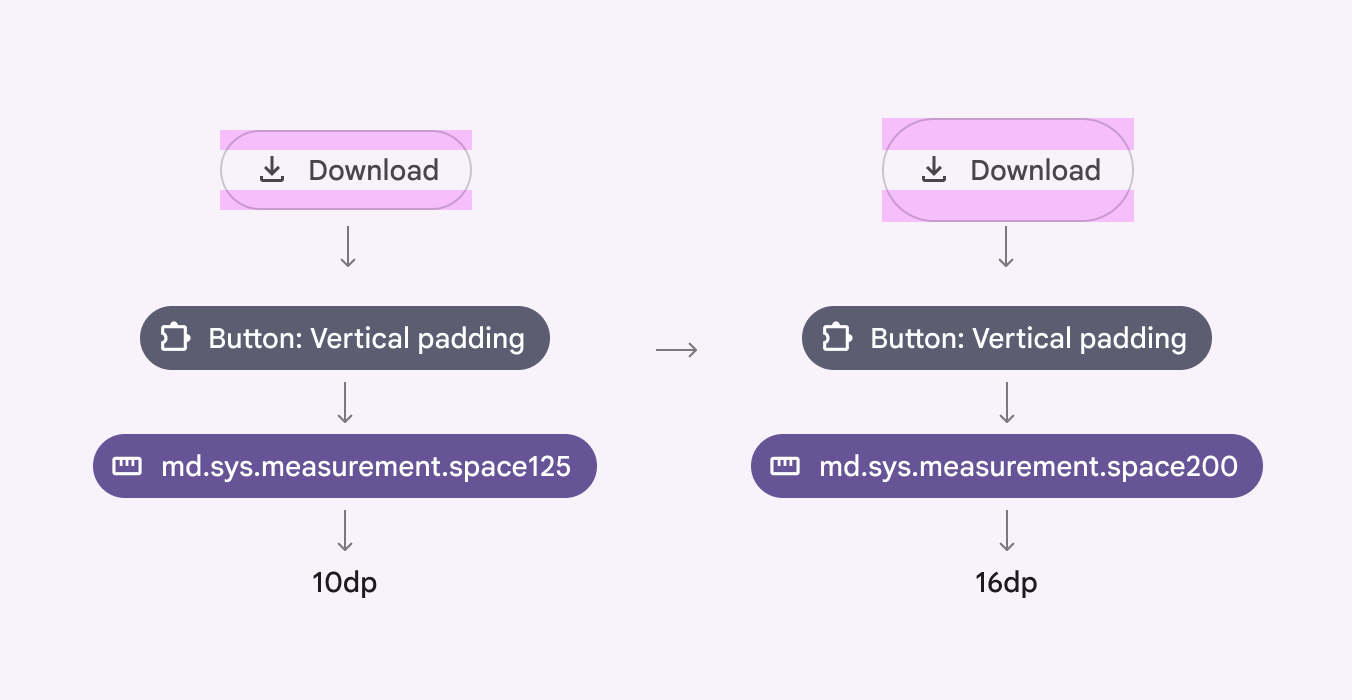 Download
Button: Vertical padding
md.sys.measurement.space125
10dp
Download
Button: Vertical padding
md.sys.measurement.space200
16dp